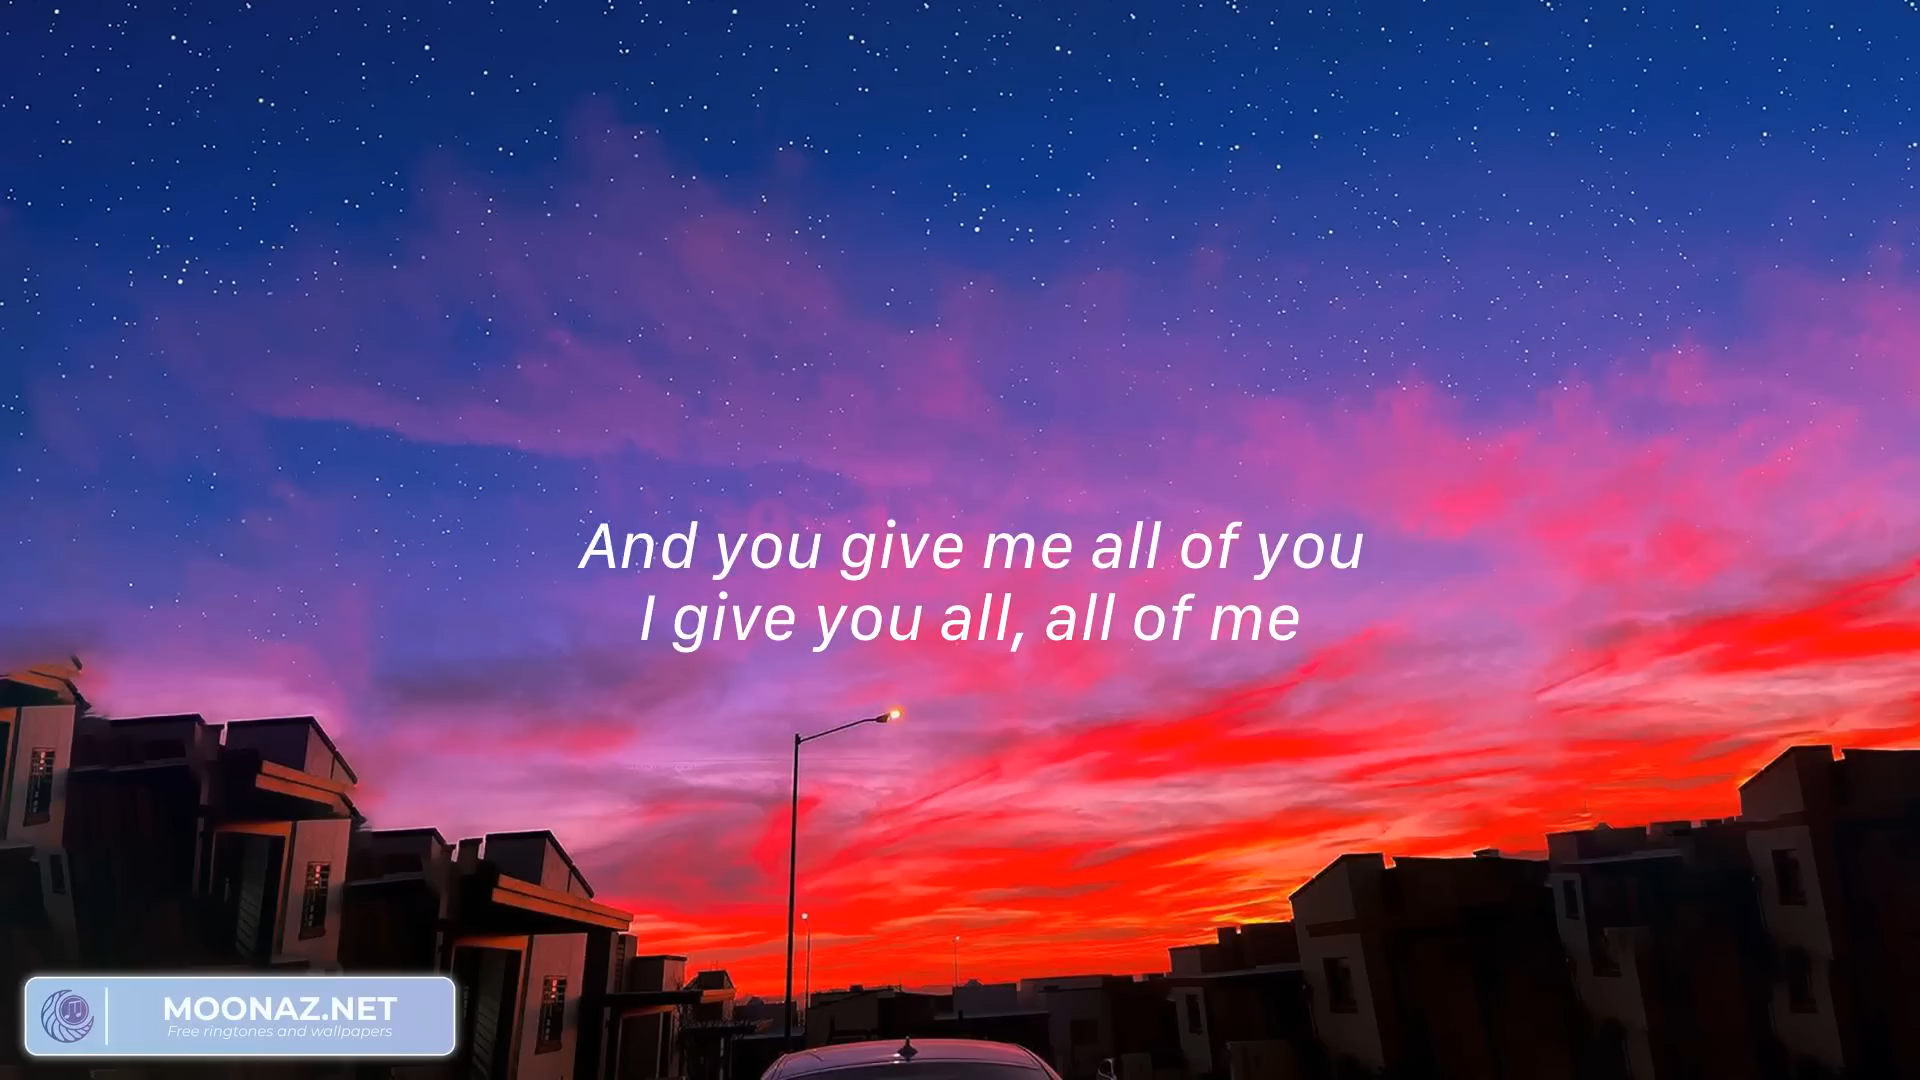 And you give me all of you
I give you all, all of me
MOONAZ.NET
Free ringtones and wallpapers